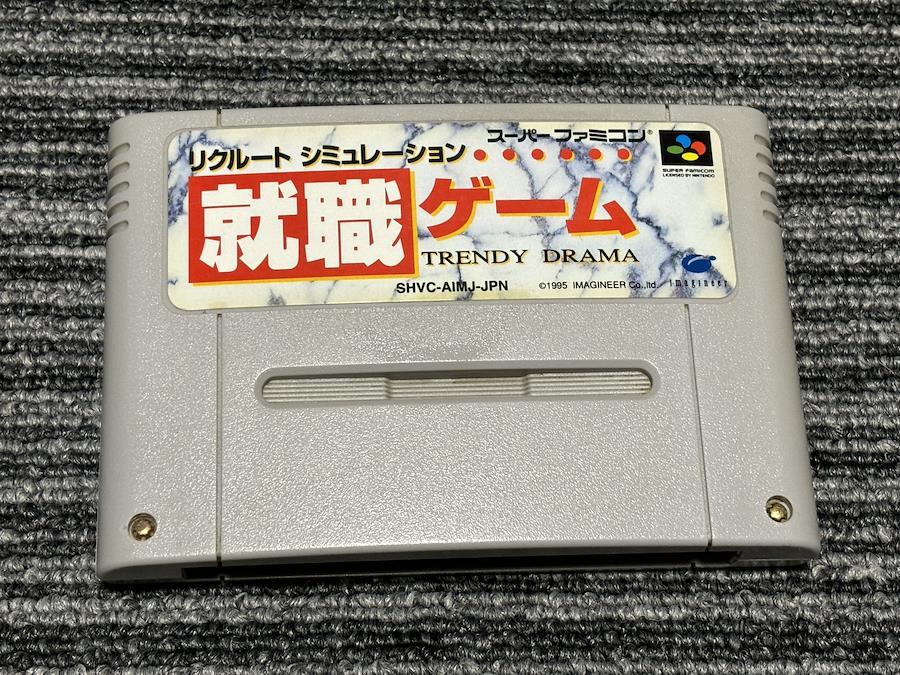 スーパーファミコン®
リクルート シミュレーション
就職ゲーム
TRENDY DRAMA
SHVC-AIMJ-JPN
©1995 IMAGINEER Co.,ltd.
imagineer
SUPER FAMICOM
LICENSED BY NINTENDO